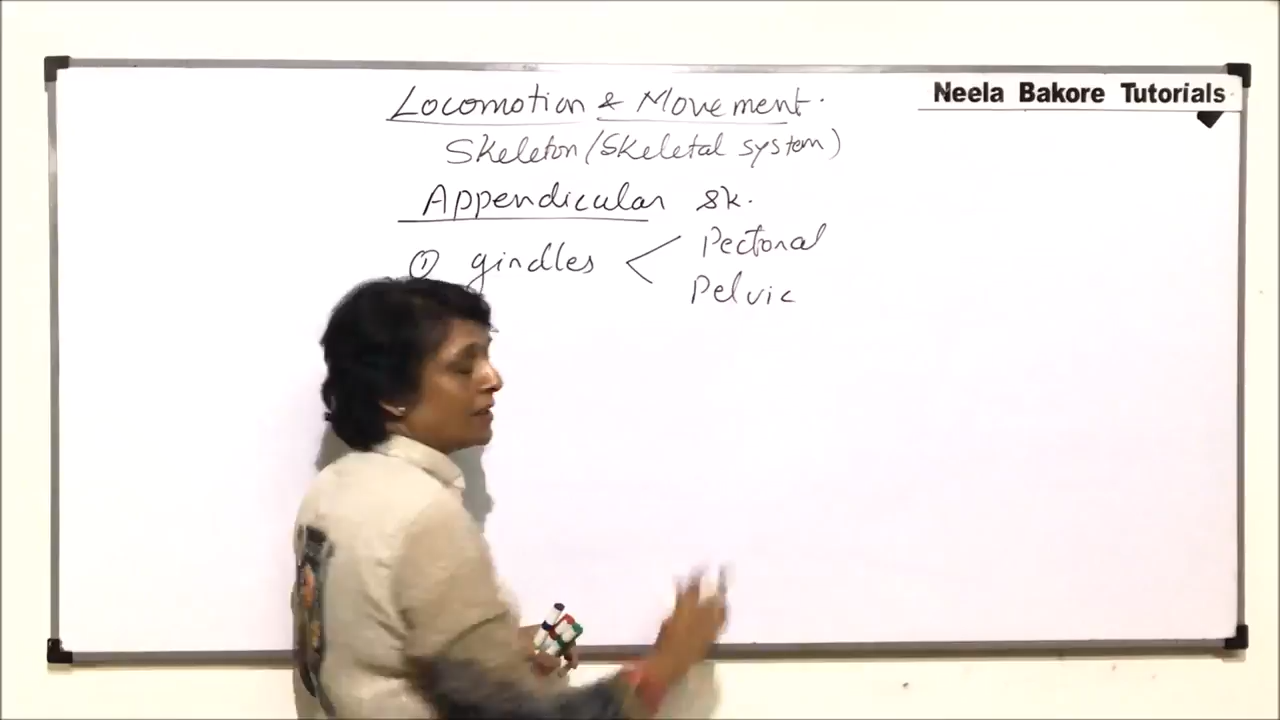 Neela Bakore Tutorials
Locomotion & Movement.
Skeleton (Skeletal system)
Appendicular sk.
① girdles < Pectoral
Pelvic